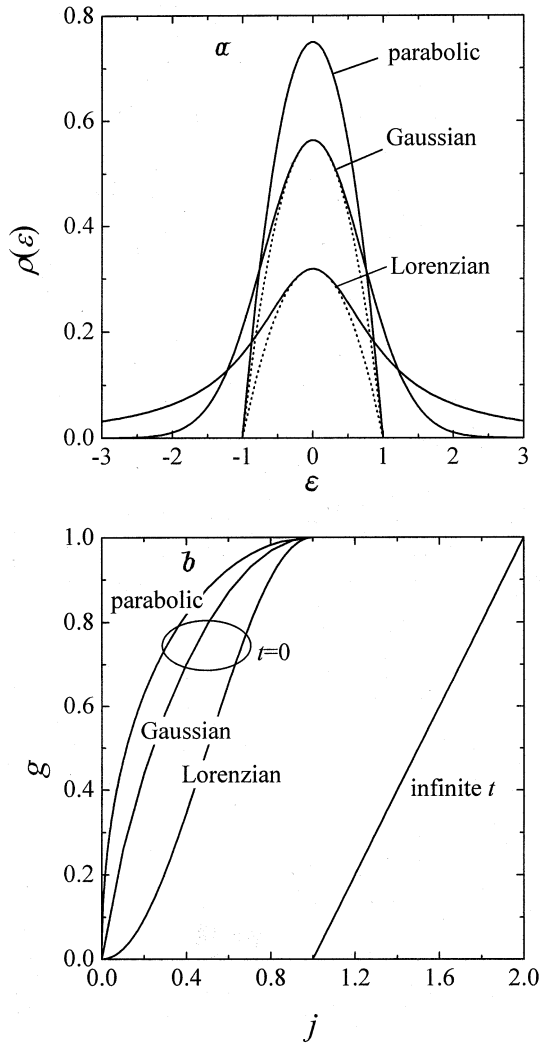 0.8
a
parabolic
0.6
Gaussian
ρ(ε)
0.4
Lorenzian
0.2
0.0
-3 -2 -1 0 1 2 3
ε
1.0
b
parabolic
0.8
t=0
Gaussian
0.6
Lorenzian
g
infinite t
0.4
0.2
0.0
0.0 0.4 0.8 1.2 1.6 2.0
j